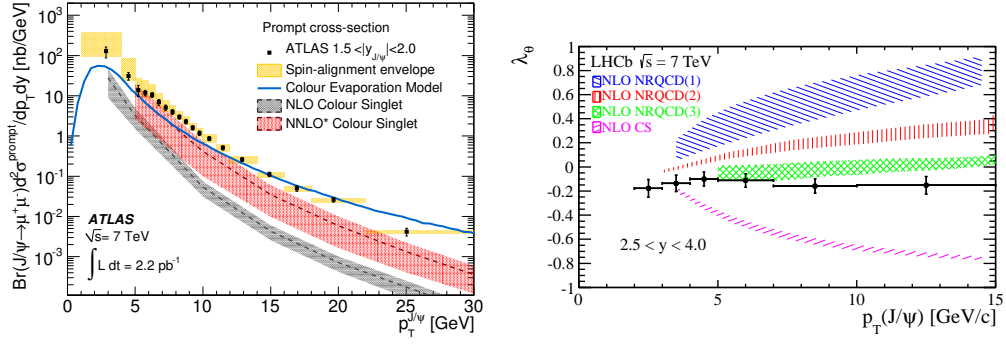 Br(J/ψ→μ⁺μ⁻)d²σ^prompt/dp_T dy [nb/GeV]
Prompt cross-section
ATLAS 1.5<|y_J/ψ|<2.0
Spin-alignment envelope
Colour Evaporation Model
NLO Colour Singlet
NNLO* Colour Singlet
10³
10²
10
1
10⁻¹
10⁻²
10⁻³
ATLAS
√s= 7 TeV
∫L dt = 2.2 pb⁻¹
0 5 10 15 20 25 30
p_T^J/ψ [GeV]
λ_θ
LHCb √s = 7 TeV
NLO NRQCD(1)
NLO NRQCD(2)
NLO NRQCD(3)
NLO CS
1
0.8
0.6
0.4
0.2
0
-0.2
-0.4
-0.6
-0.8
-1
2.5 < y < 4.0
0 5 10 15
p_T(J/ψ) [GeV/c]